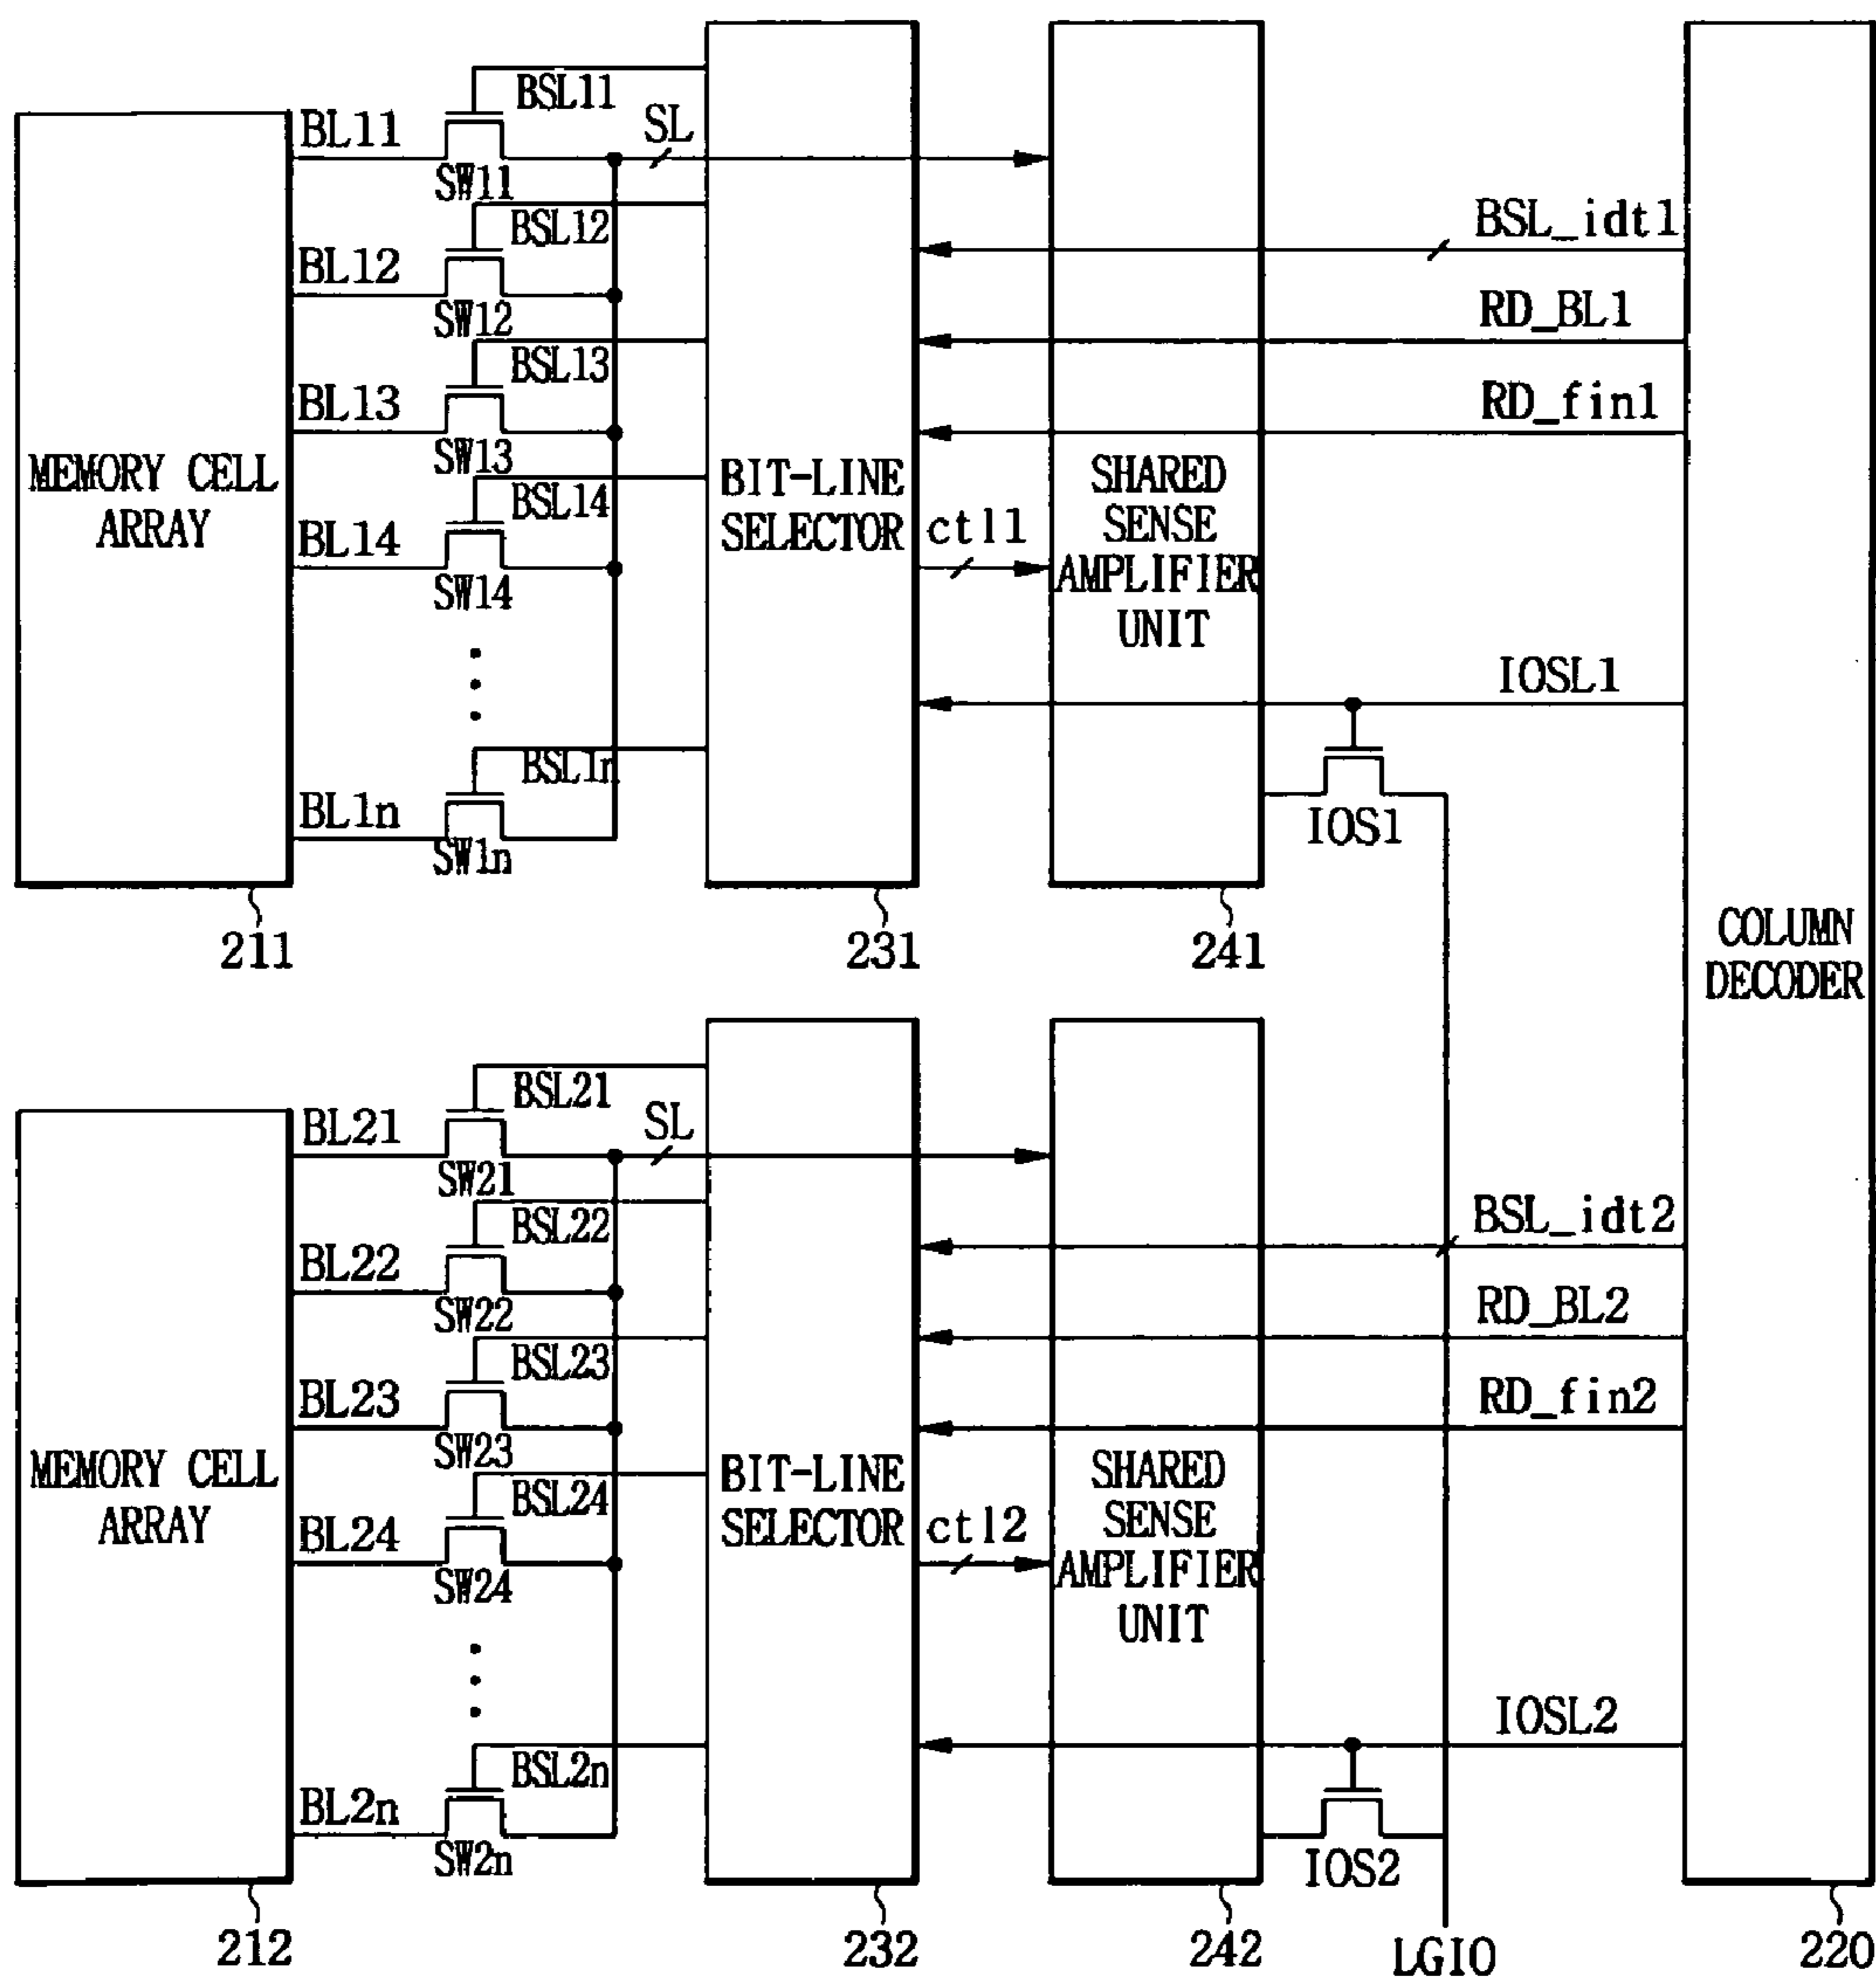 BSL11
BL11
SL
SW11
BSL12
BSL_idt1
BL12
SW12
RD_BL1
BSL13
BL13
RD_fin1
SW13
MEMORY CELL
ARRAY
BIT-LINE
SELECTOR
SHARED
SENSE
AMPLIFIER
UNIT
BSL14
ctl1
BL14
SW14
IOSL1
BSL1n
BL1n
IOS1
SW1n
211
231
241
COLUMN
DECODER
BSL21
BL21
SL
SW21
BSL22
BSL_idt2
BL22
SW22
RD_BL2
BSL23
BL23
RD_fin2
SW23
MEMORY CELL
ARRAY
BIT-LINE
SELECTOR
SHARED
SENSE
AMPLIFIER
UNIT
BSL24
ctl2
BL24
SW24
IOSL2
BSL2n
BL2n
SW2n
IOS2
212
232
242
LGIO
220